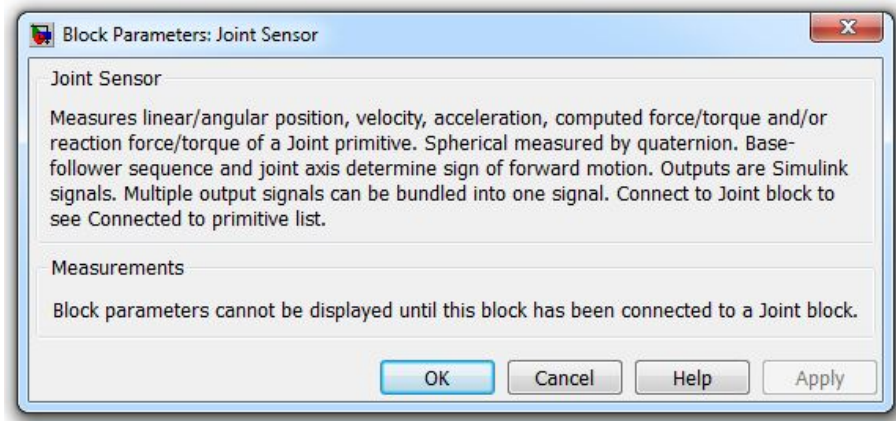 Block Parameters: Joint Sensor
Joint Sensor
Measures linear/angular position, velocity, acceleration, computed force/torque and/or
reaction force/torque of a Joint primitive. Spherical measured by quaternion. Base-
follower sequence and joint axis determine sign of forward motion. Outputs are Simulink
signals. Multiple output signals can be bundled into one signal. Connect to Joint block to
see Connected to primitive list.
Measurements
Block parameters cannot be displayed until this block has been connected to a Joint block.
OK Cancel Help Apply